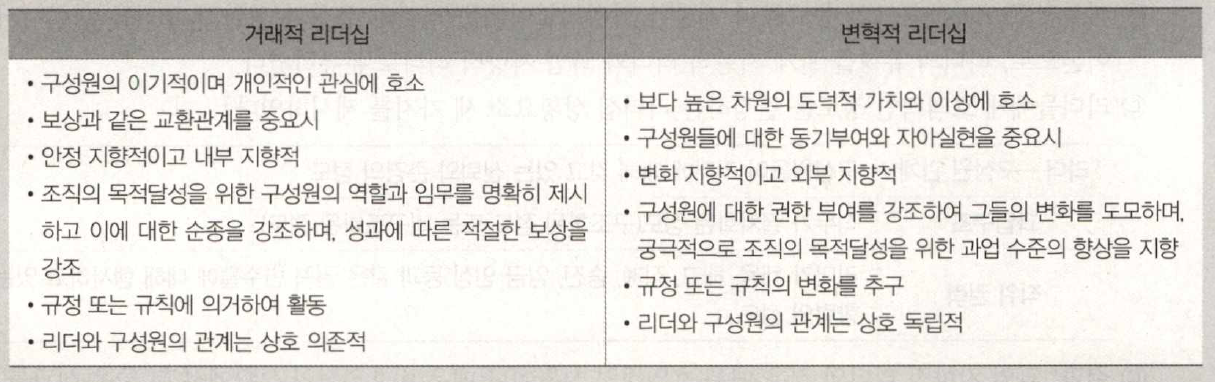 거래적 리더십
• 구성원의 이기적이며 개인적인 관심에 호소
• 보상과 같은 교환관계를 중요시
• 안정 지향적이고 내부 지향적
• 조직의 목적달성을 위한 구성원의 역할과 임무를 명확히 제시
하고 이에 대한 순종을 강조하며, 성과에 따른 적절한 보상을
강조
• 규정 또는 규칙에 의거하여 활동
• 리더와 구성원의 관계는 상호 의존적
변혁적 리더십
• 보다 높은 차원의 도덕적 가치와 이상에 호소
• 구성원들에 대한 동기부여와 자아실현을 중요시
• 변화 지향적이고 외부 지향적
• 구성원에 대한 권한 부여를 강조하여 그들의 변화를 도모하며,
궁극적으로 조직의 목적달성을 위한 과업 수준의 향상을 지향
• 규정 또는 규칙의 변화를 추구
• 리더와 구성원의 관계는 상호 독립적